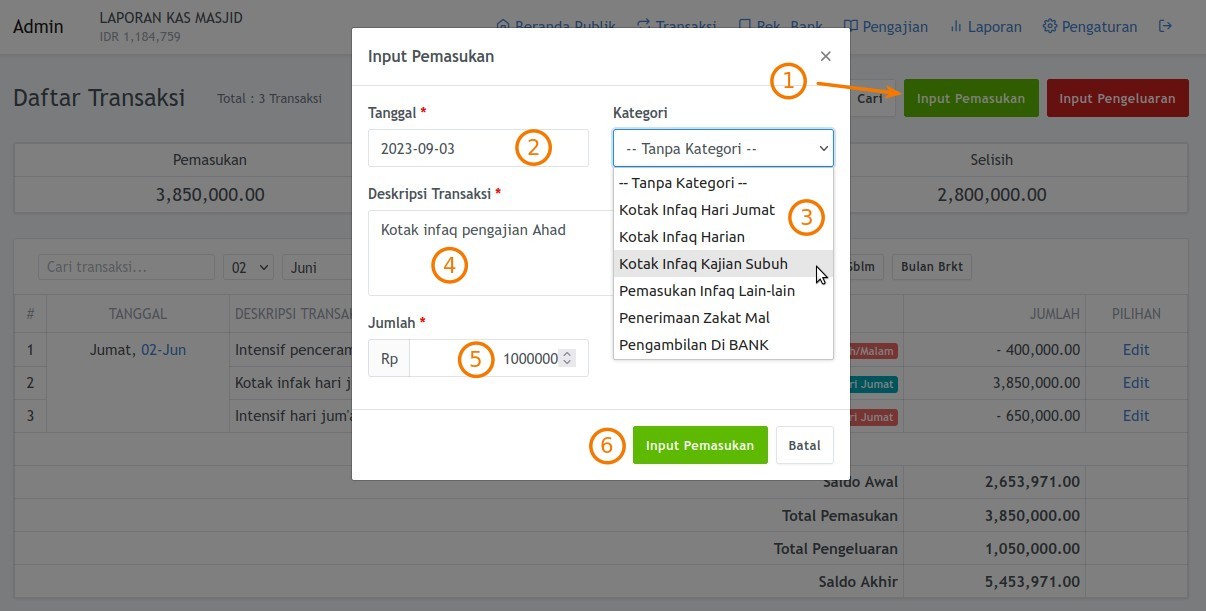 Admin
LAPORAN KAS MASJID
IDR 1,184,759
Beranda Publik Transaksi Rek. Bank Pengajian Laporan Pengaturan
Input Pemasukan ×
1
Daftar Transaksi Total : 3 Transaksi
Cari Input Pemasukan Input Pengeluaran
Tanggal * Kategori
2023-09-03 2 -- Tanpa Kategori --
Pemasukan Selisih
3,850,000.00 2,800,000.00
-- Tanpa Kategori --
Kotak Infaq Hari Jumat 3
Kotak Infaq Harian
Kotak Infaq Kajian Subuh
Pemasukan Infaq Lain-lain
Penerimaan Zakat Mal
Pengambilan Di BANK
Deskripsi Transaksi *
Kotak infaq pengajian Ahad
4
Cari transaksi... 02 Juni Sblm Bulan Brkt
Jumlah *
Rp 5 1000000
# TANGGAL DESKRIPSI TRANSA JUMLAH PILIHAN
1 Jumat, 02-Jun Intensif penceram h/Malam - 400,000.00 Edit
2 Kotak infak hari j ri Jumat 3,850,000.00 Edit
3 Intensif hari jum'a ri Jumat - 650,000.00 Edit
6 Input Pemasukan Batal
Saldo Awal 2,653,971.00
Total Pemasukan 3,850,000.00
Total Pengeluaran 1,050,000.00
Saldo Akhir 5,453,971.00